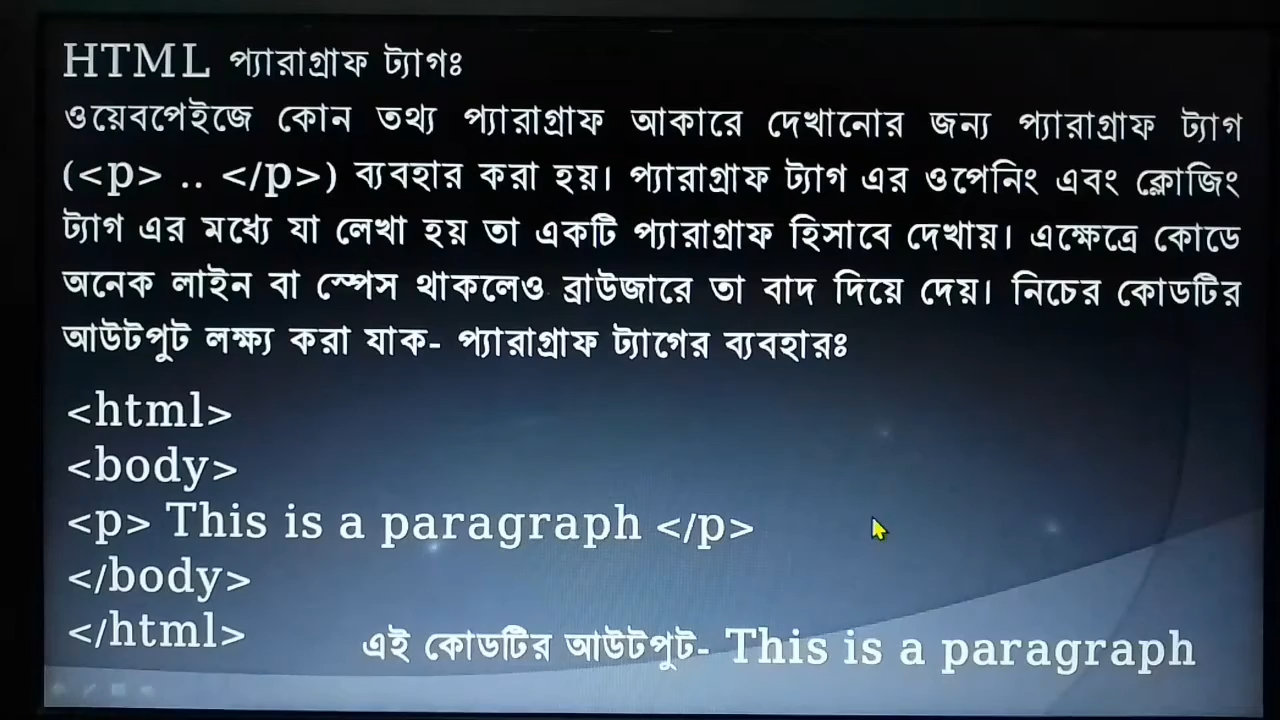 HTML প্যারাগ্রাফ ট্যাগঃ
ওয়েবপেইজে কোন তথ্য প্যারাগ্রাফ আকারে দেখানোর জন্য প্যারাগ্রাফ ট্যাগ
(<p> .. </p>) ব্যবহার করা হয়। প্যারাগ্রাফ ট্যাগ এর ওপেনিং এবং ক্লোজিং
ট্যাগ এর মধ্যে যা লেখা হয় তা একটি প্যারাগ্রাফ হিসাবে দেখায়। এক্ষেত্রে কোডে
অনেক লাইন বা স্পেস থাকলেও ব্রাউজারে তা বাদ দিয়ে দেয়। নিচের কোডটির
আউটপুট লক্ষ্য করা যাক- প্যারাগ্রাফ ট্যাগের ব্যবহারঃ
<html>
<body>
<p> This is a paragraph </p>
</body>
</html>
এই কোডটির আউটপুট- This is a paragraph